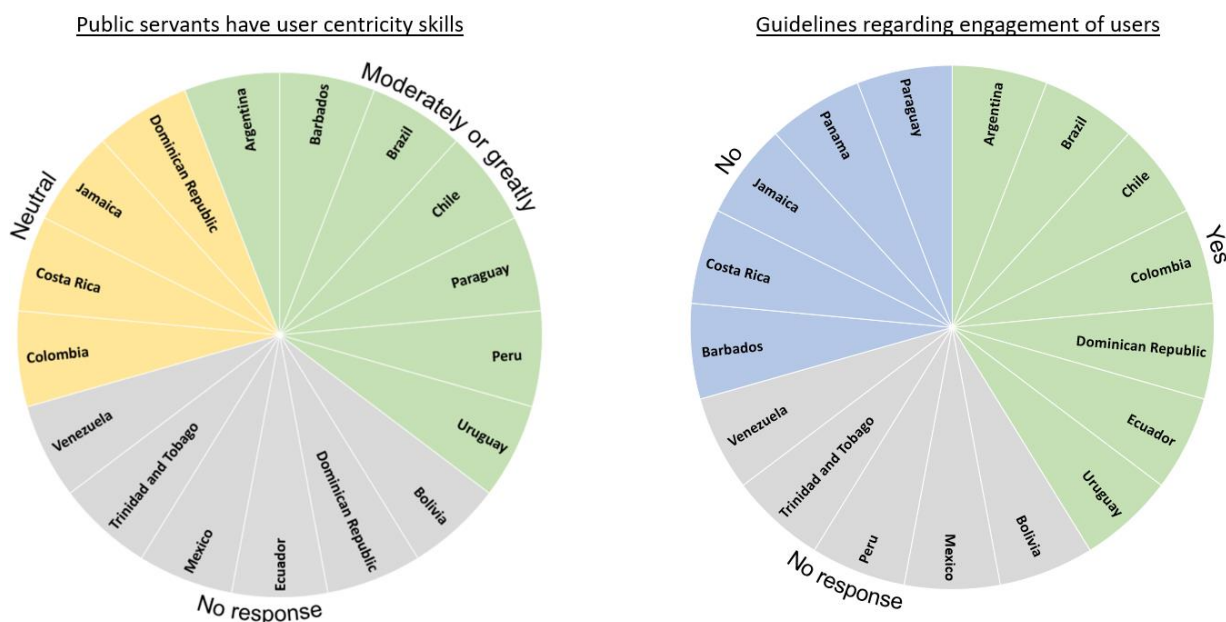 Public servants have user centricity skills
Moderately or greatly
Argentina
Barbados
Brazil
Chile
Paraguay
Peru
Uruguay
No response
Bolivia
Dominican Republic
Ecuador
Mexico
Trinidad and Tobago
Venezuela
Neutral
Colombia
Costa Rica
Jamaica
Dominican Republic
Guidelines regarding engagement of users
Yes
Argentina
Brazil
Chile
Colombia
Dominican Republic
Ecuador
Uruguay
No response
Bolivia
Mexico
Peru
Trinidad and Tobago
Venezuela
No
Barbados
Costa Rica
Jamaica
Panama
Paraguay